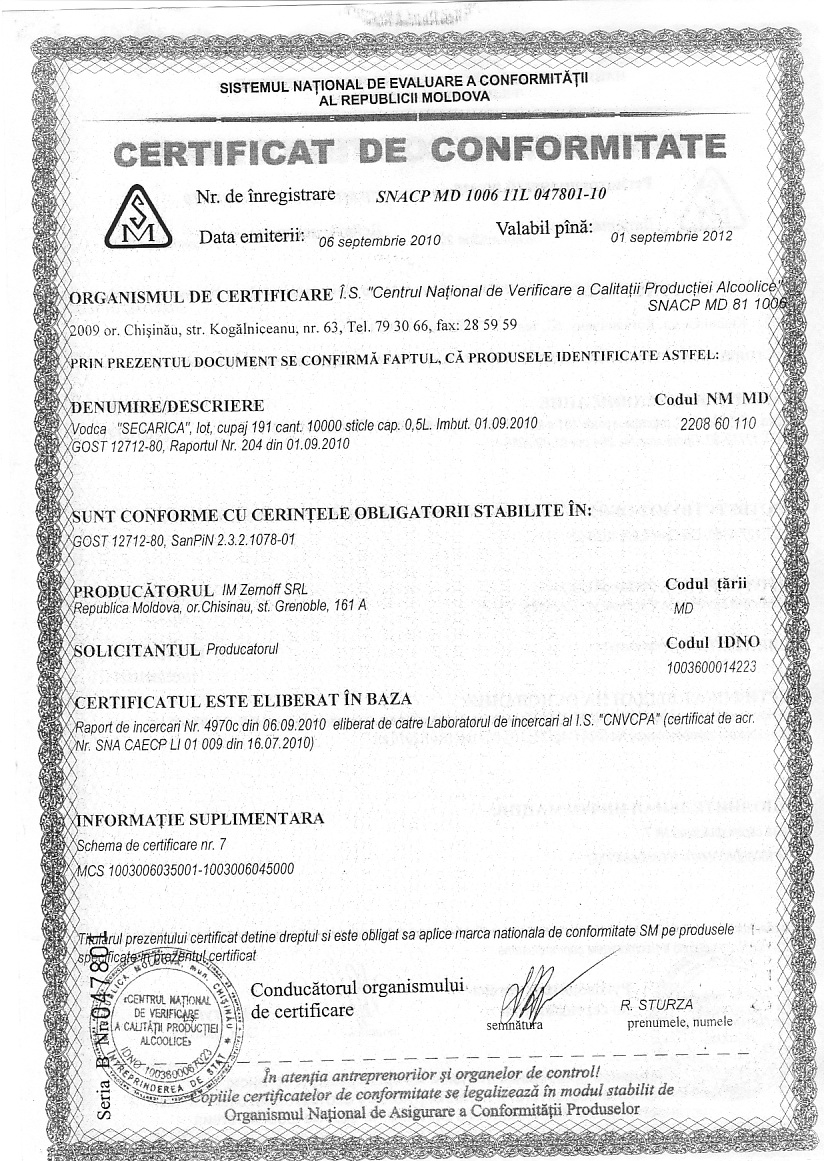 SISTEMUL NAȚIONAL DE EVALUARE A CONFORMITĂȚII
AL REPUBLICII MOLDOVA
CERTIFICAT DE CONFORMITATE
SM
Nr. de înregistrare SNACP MD 1006 11L 047801-10
Data emiterii: 06 septembrie 2010 Valabil pînă: 01 septembrie 2012
ORGANISMUL DE CERTIFICARE Î.S. "Centrul Național de Verificare a Calitații Producției Alcoolice"
SNACP MD 81 1006
2009 or. Chișinău, str. Kogălniceanu, nr. 63, Tel. 79 30 66, fax: 28 59 59
PRIN PREZENTUL DOCUMENT SE CONFIRMĂ FAPTUL, CĂ PRODUSELE IDENTIFICATE ASTFEL:
DENUMIRE/DESCRIERE Codul NM MD
Vodca "SECARICA", lot, cupaj 191 cant. 10000 sticle cap. 0,5L. Imbut. 01.09.2010 2208 60 110
GOST 12712-80, Raportul Nr. 204 din 01.09.2010
SUNT CONFORME CU CERINȚELE OBLIGATORII STABILITE ÎN:
GOST 12712-80, SanPiN 2.3.2.1078-01
PRODUCĂTORUL IM Zernoff SRL Codul țării
Republica Moldova, or.Chisinau, st. Grenoble, 161 A MD
SOLICITANTUL Producatorul Codul IDNO
1003600014223
CERTIFICATUL ESTE ELIBERAT ÎN BAZA
Raport de incercari Nr. 4970c din 06.09.2010 eliberat de catre Laboratorul de incercari al I.S. "CNVCPA" (certificat de acr.
Nr. SNA CAECP LI 01 009 din 16.07.2010)
INFORMAȚIE SUPLIMENTARA
Schema de certificare nr. 7
MCS 1003006035001-1003006045000
Titularul prezentului certificat detine dreptul si este obligat sa aplice marca nationala de conformitate SM pe produsele
specificate in prezentul certificat
Seria B Nr. 047801
REPUBLICA MOLDOVA, mun. CHIȘINĂU
«CENTRUL NAȚIONAL
DE VERIFICARE
A CALITĂȚII PRODUCȚIEI
ALCOOLICE»
ÎNTREPRINDEREA DE STAT
Conducătorul organismului
de certificare
R. STURZA
semnătura prenumele, numele
În atenția antreprenorilor și organelor de control!
Copiile certificatelor de conformitate se legalizează în modul stabilit de
Organismul Național de Asigurare a Conformității Produselor